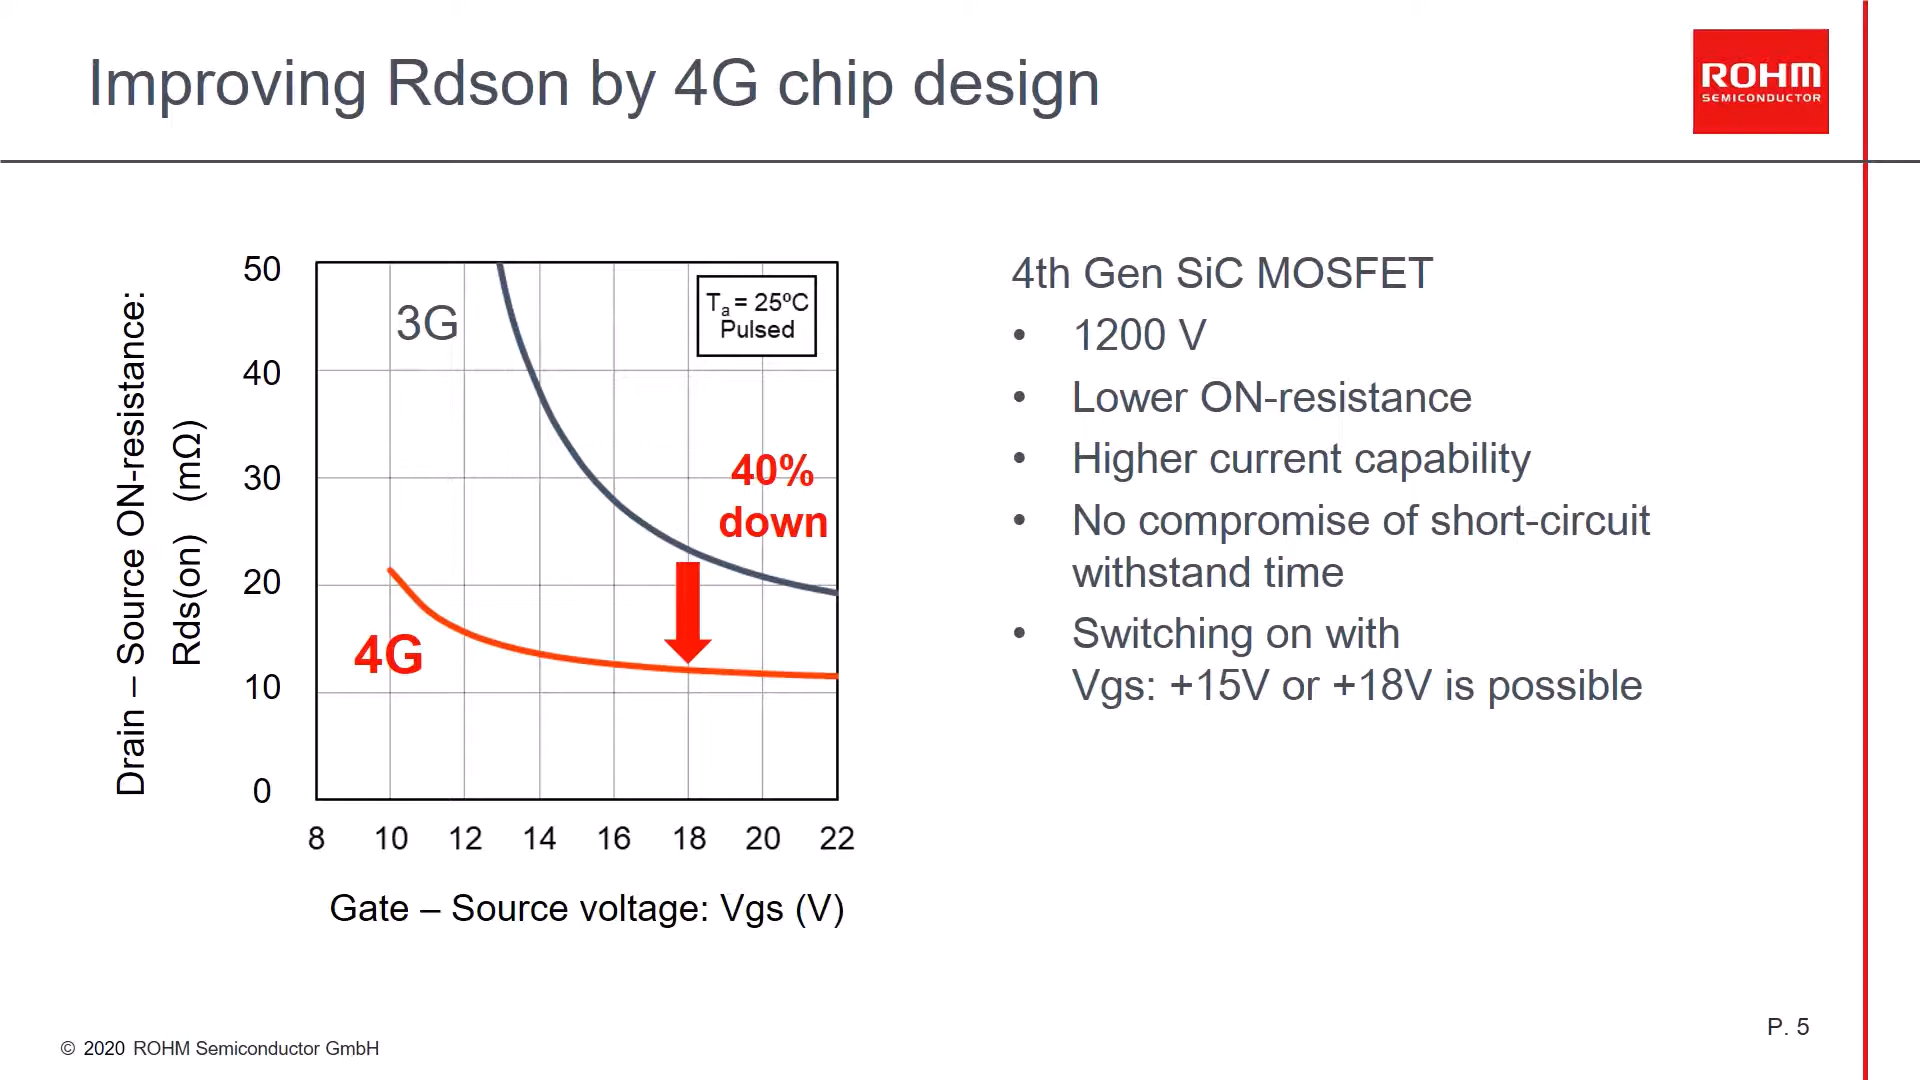 Improving Rdson by 4G chip design
ROHM
SEMICONDUCTOR
Drain – Source ON-resistance:
Rds(on) (mΩ)
50
40
30
20
10
0
3G
Tₐ = 25ºC
Pulsed
40%
down
4G
8 10 12 14 16 18 20 22
Gate – Source voltage: Vgs (V)
4th Gen SiC MOSFET
• 1200 V
• Lower ON-resistance
• Higher current capability
• No compromise of short-circuit
withstand time
• Switching on with
Vgs: +15V or +18V is possible
P. 5
© 2020 ROHM Semiconductor GmbH